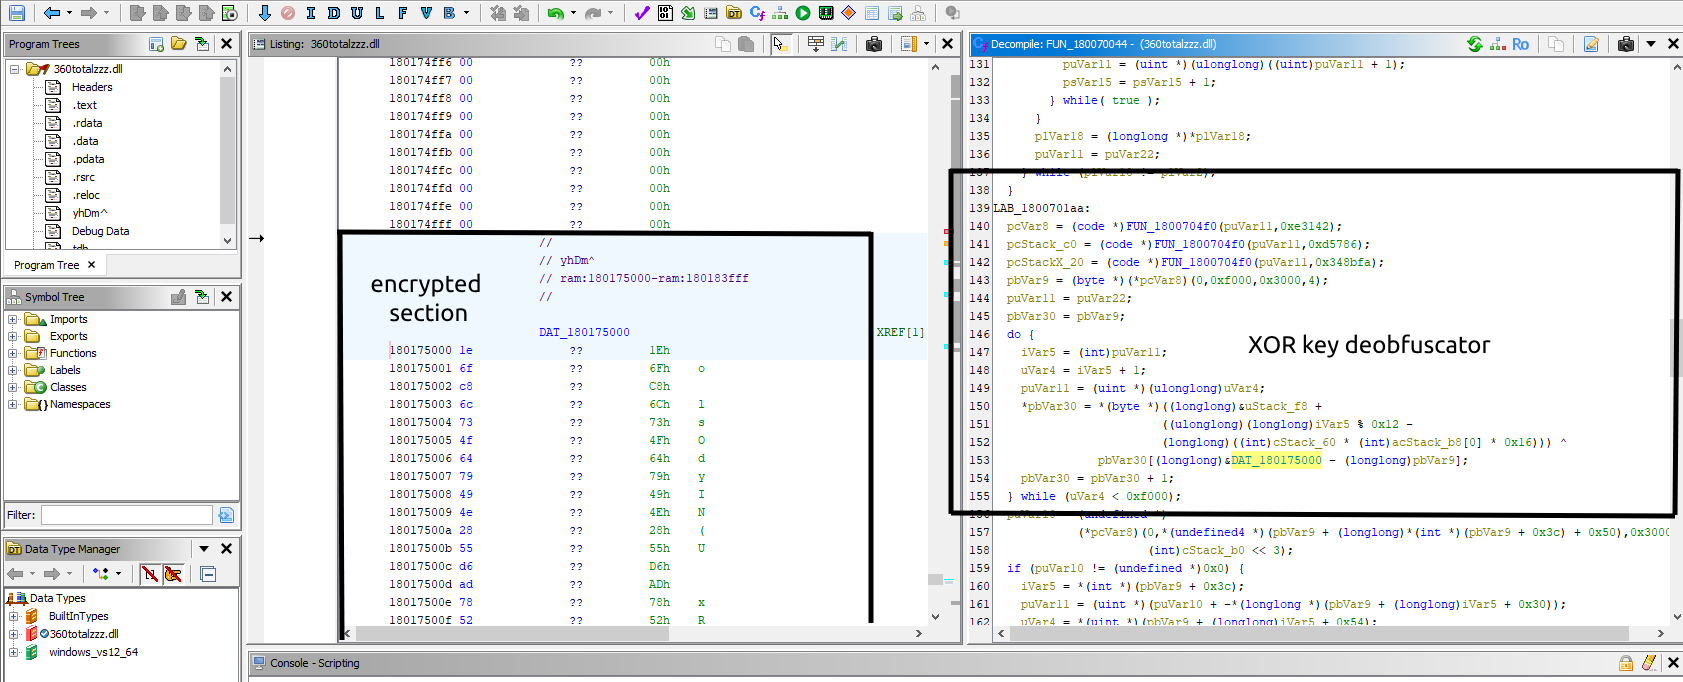 I D U L F V B
Program Trees
360totalzzz.dll
Headers
.text
.rdata
.data
.pdata
.rsrc
.reloc
yhDm^
Debug Data
Program Tree
Symbol Tree
Imports
Exports
Functions
Labels
Classes
Namespaces
Filter:
Data Type Manager
Data Types
BuiltInTypes
360totalzzz.dll
windows_vs12_64
Listing: 360totalzzz.dll
180174ff6 00 ?? 00h
180174ff7 00 ?? 00h
180174ff8 00 ?? 00h
180174ff9 00 ?? 00h
180174ffa 00 ?? 00h
180174ffb 00 ?? 00h
180174ffc 00 ?? 00h
180174ffd 00 ?? 00h
180174ffe 00 ?? 00h
180174fff 00 ?? 00h
//
// yhDm^
// ram:180175000-ram:180183fff
//
encrypted
section
DAT_180175000 XREF[1]
180175000 1e ?? 1Eh
180175001 6f ?? 6Fh o
180175002 c8 ?? C8h
180175003 6c ?? 6Ch l
180175004 73 ?? 73h s
180175005 4f ?? 4Fh O
180175006 64 ?? 64h d
180175007 79 ?? 79h y
180175008 49 ?? 49h I
180175009 4e ?? 4Eh N
18017500a 28 ?? 28h (
18017500b 55 ?? 55h U
18017500c d6 ?? D6h
18017500d ad ?? ADh
18017500e 78 ?? 78h x
18017500f 52 ?? 52h R
Decompile: FUN_180070044 - (360totalzzz.dll)
Ro
131 puVar11 = (uint *)(ulonglong)((uint)puVar11 + 1);
132 psVar15 = psVar15 + 1;
133 } while( true );
134 }
135 plVar18 = (longlong *)*plVar18;
136 puVar11 = puVar22;
138 }
139 LAB_1800701aa:
140 pcVar8 = (code *)FUN_1800704f0(puVar11,0xe3142);
141 pcStack_c0 = (code *)FUN_1800704f0(puVar11,0xd5786);
142 pcStackX_20 = (code *)FUN_1800704f0(puVar11,0x348bfa);
143 pbVar9 = (byte *)(*pcVar8)(0,0xf000,0x3000,4);
144 puVar11 = puVar22;
145 pbVar30 = pbVar9;
146 do {
147 iVar5 = (int)puVar11;
148 uVar4 = iVar5 + 1;
149 puVar11 = (uint *)(ulonglong)uVar4;
150 *pbVar30 = *(byte *)((longlong)&uStack_f8 +
151 ((ulonglong)(longlong)iVar5 % 0x12 -
152 (longlong)((int)cStack_60 * (int)acStack_b8[0] * 0x16))) ^
153 pbVar30[(longlong)&DAT_180175000 - (longlong)pbVar9];
154 pbVar30 = pbVar30 + 1;
155 } while (uVar4 < 0xf000);
XOR key deobfuscator
157 (*pcVar8)(0,*(undefined4 *)(pbVar9 + (longlong)*(int *)(pbVar9 + 0x3c) + 0x50),0x3000
158 (int)cStack_b0 << 3);
159 if (puVar10 != (undefined *)0x0) {
160 iVar5 = *(int *)(pbVar9 + 0x3c);
161 puVar11 = (uint *)(puVar10 + -*(longlong *)(pbVar9 + (longlong)iVar5 + 0x30));
162 uVar4 = *(uint *)(pbVar9 + (longlong)iVar5 + 0x54);
Console - Scripting